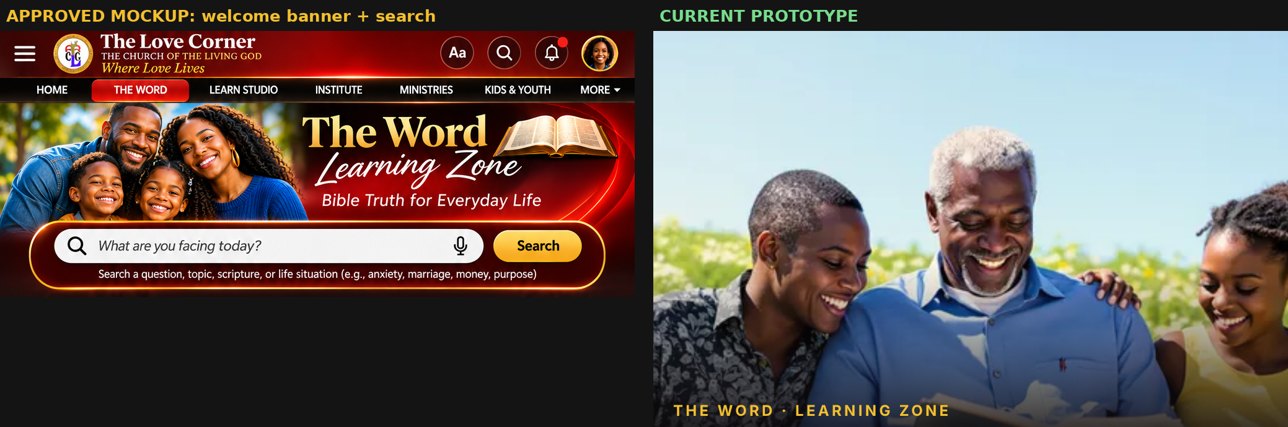 APPROVED MOCKUP: welcome banner + search
CURRENT PROTOTYPE
The Love Corner
THE CHURCH OF THE LIVING GOD
Where Love Lives
Aa
HOME THE WORD LEARN STUDIO INSTITUTE MINISTRIES KIDS & YOUTH MORE
The Word
Learning Zone
Bible Truth for Everyday Life
What are you facing today?
Search
Search a question, topic, scripture, or life situation (e.g., anxiety, marriage, money, purpose)
THE WORD · LEARNING ZONE